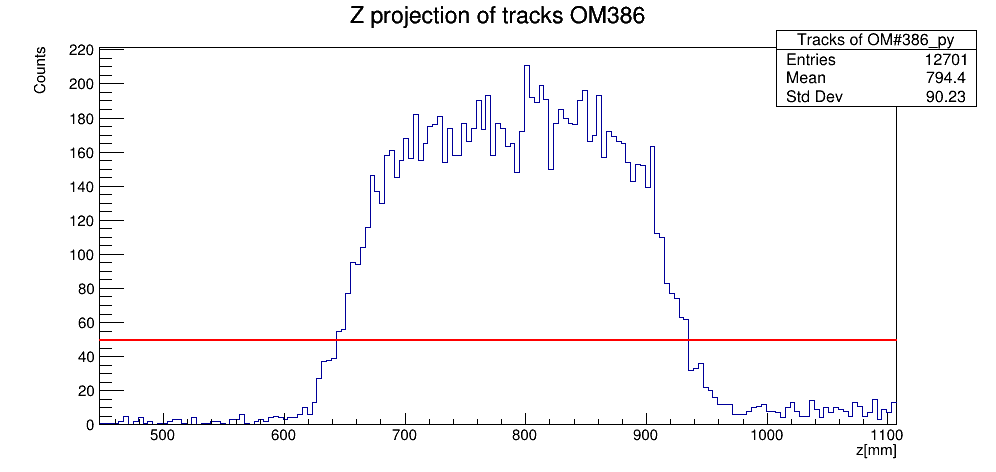 Z projection of tracks OM386
Counts
Tracks of OM#386_py
Entries 12701
Mean 794.4
Std Dev 90.23
220
200
180
160
140
120
100
80
60
40
20
0
500 600 700 800 900 1000 1100
z[mm]